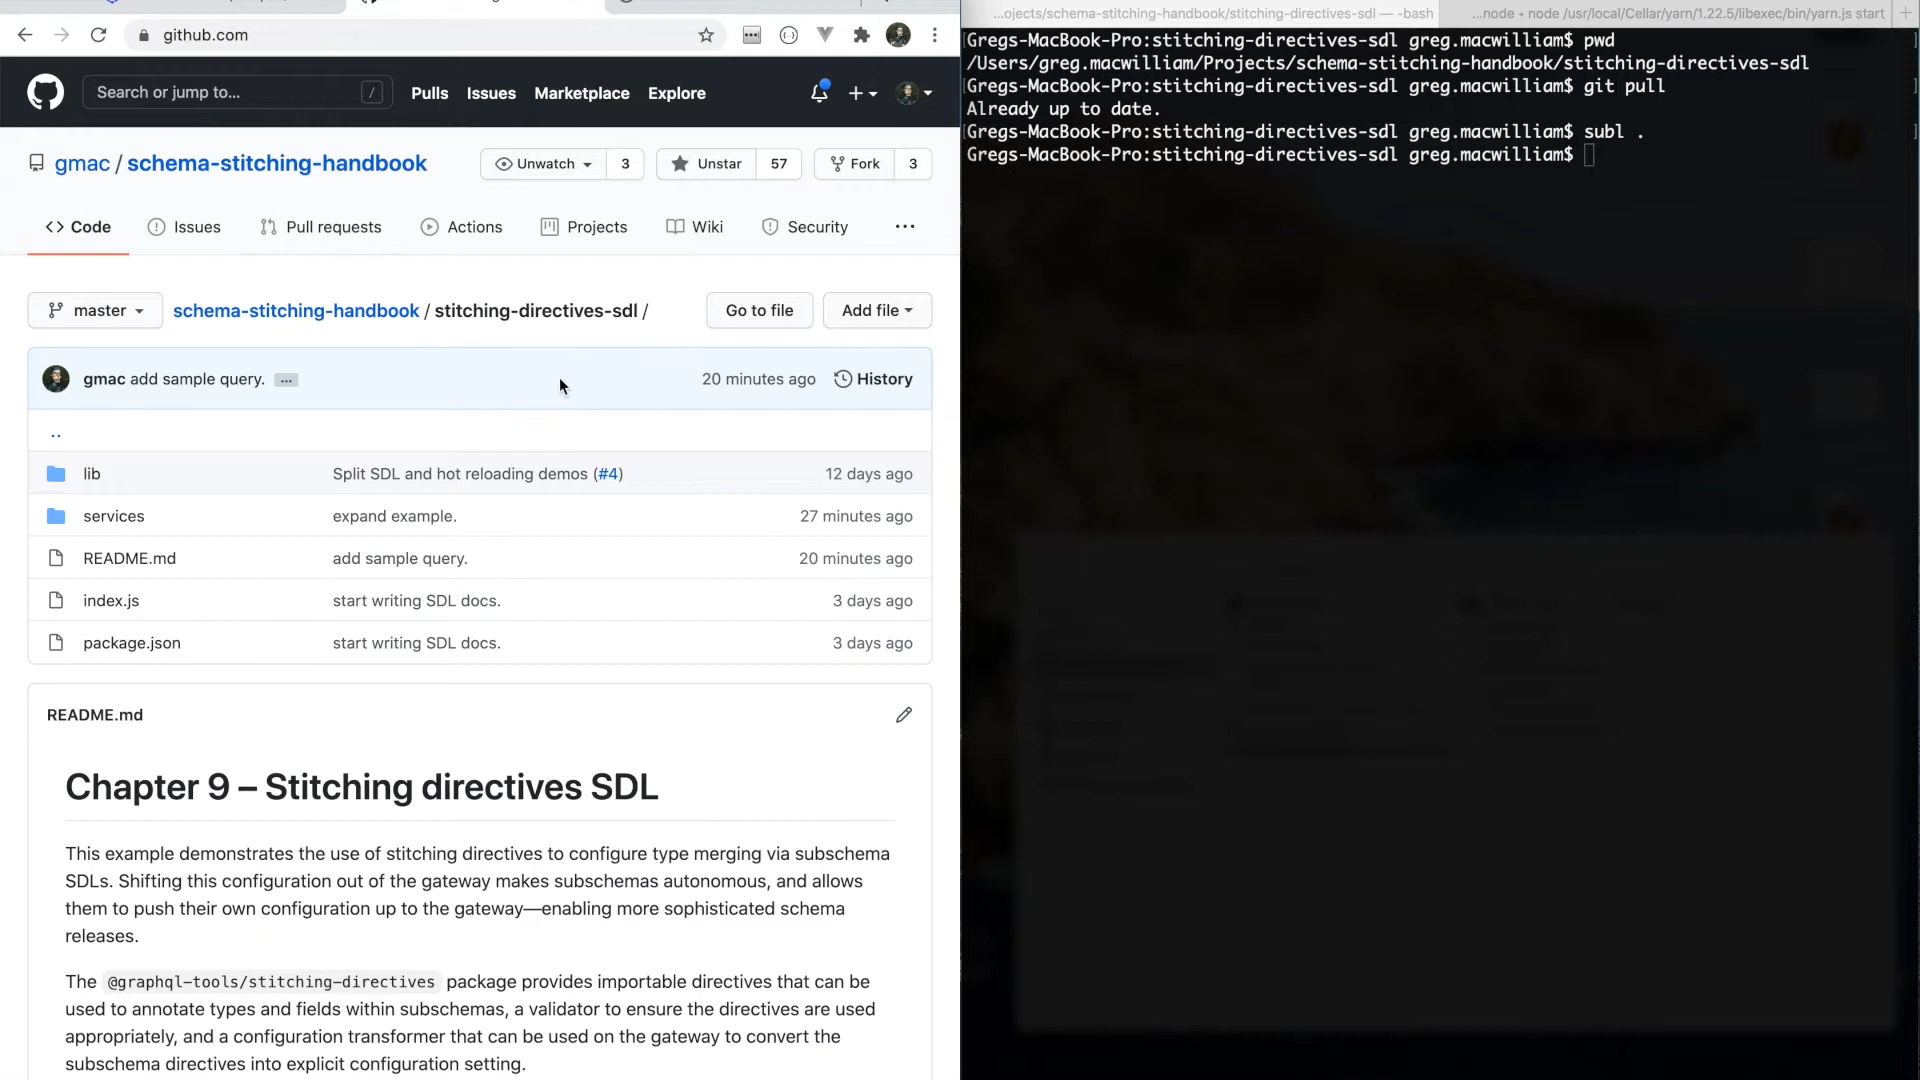 github.com
Search or jump to... /
Pulls Issues Marketplace Explore
gmac / schema-stitching-handbook
Unwatch 3 Unstar 57 Fork 3
Code Issues Pull requests Actions Projects Wiki Security ...
master schema-stitching-handbook / stitching-directives-sdl / Go to file Add file
gmac add sample query. ... 20 minutes ago History
..
lib Split SDL and hot reloading demos (#4) 12 days ago
services expand example. 27 minutes ago
README.md add sample query. 20 minutes ago
index.js start writing SDL docs. 3 days ago
package.json start writing SDL docs. 3 days ago
README.md
Chapter 9 – Stitching directives SDL
This example demonstrates the use of stitching directives to configure type merging via subschema
SDLs. Shifting this configuration out of the gateway makes subschemas autonomous, and allows
them to push their own configuration up to the gateway—enabling more sophisticated schema
releases.
The @graphql-tools/stitching-directives package provides importable directives that can be
used to annotate types and fields within subschemas, a validator to ensure the directives are used
appropriately, and a configuration transformer that can be used on the gateway to convert the
subschema directives into explicit configuration setting.
...ojects/schema-stitching-handbook/stitching-directives-sdl — -bash
...node • node /usr/local/Cellar/yarn/1.22.5/libexec/bin/yarn.js start
[Gregs-MacBook-Pro:stitching-directives-sdl greg.macwilliam$ pwd ]
/Users/greg.macwilliam/Projects/schema-stitching-handbook/stitching-directives-sdl
[Gregs-MacBook-Pro:stitching-directives-sdl greg.macwilliam$ git pull ]
Already up to date.
[Gregs-MacBook-Pro:stitching-directives-sdl greg.macwilliam$ subl . ]
Gregs-MacBook-Pro:stitching-directives-sdl greg.macwilliam$